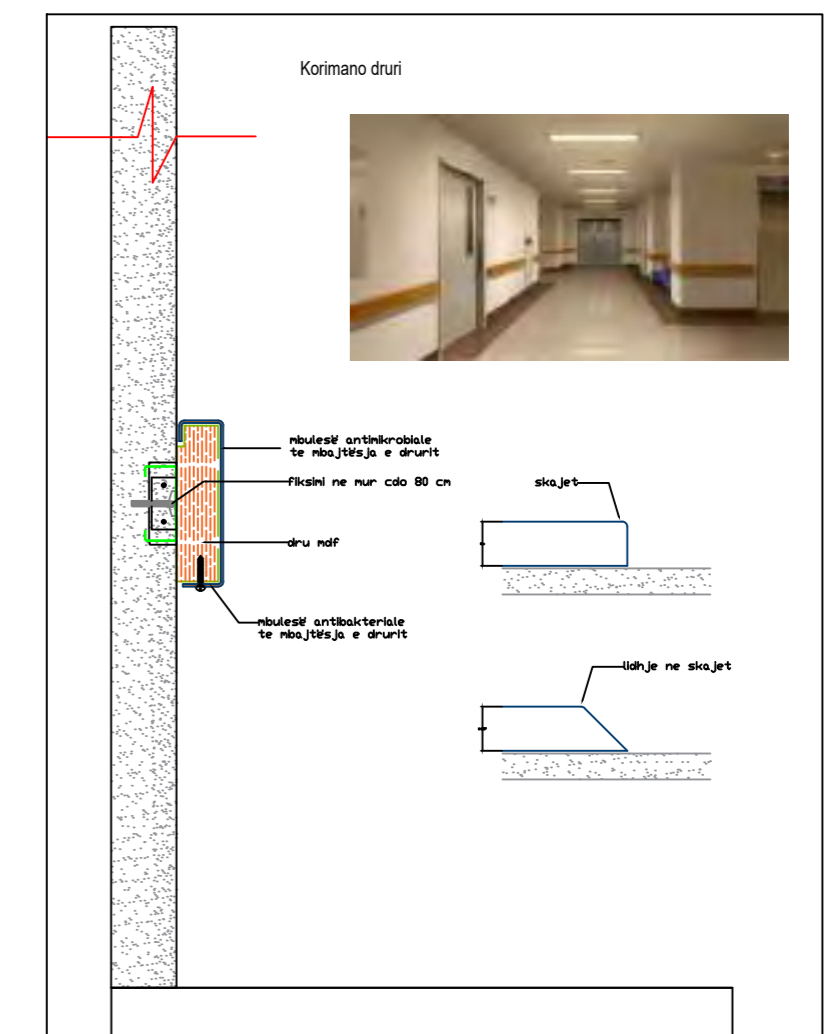 Korimano druri
mbulesë antimikrobiale
te mbajtësja e drurit
fiksimi ne mur cdo 80 cm
skajet
dru mdf
mbulesë antibakteriale
te mbajtësja e drurit
lidhje ne skajet